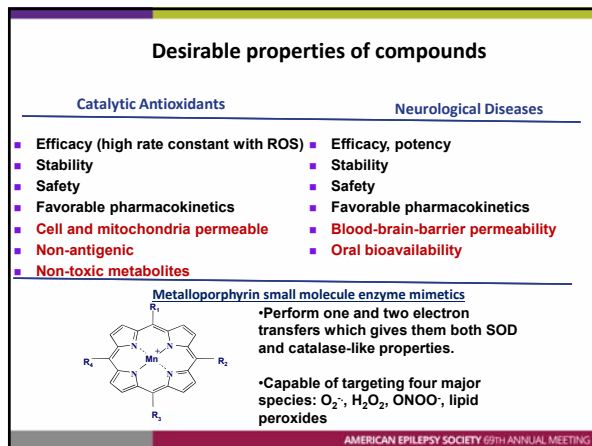 Desirable properties of compounds
Catalytic Antioxidants
Efficacy (high rate constant with ROS)
Stability
Safety
Favorable pharmacokinetics
Cell and mitochondria permeable
Non-antigenic
Non-toxic metabolites
Neurological Diseases
Efficacy, potency
Stability
Safety
Favorable pharmacokinetics
Blood-brain-barrier permeability
Oral bioavailability
Metalloporphyrin small molecule enzyme mimetics
R₁
N N
R₄ Mn⁺ R₂
N N
R₃
•Perform one and two electron
transfers which gives them both SOD
and catalase-like properties.
•Capable of targeting four major
species: O₂⁻·, H₂O₂, ONOO⁻, lipid
peroxides
AMERICAN EPILEPSY SOCIETY 69TH ANNUAL MEETING